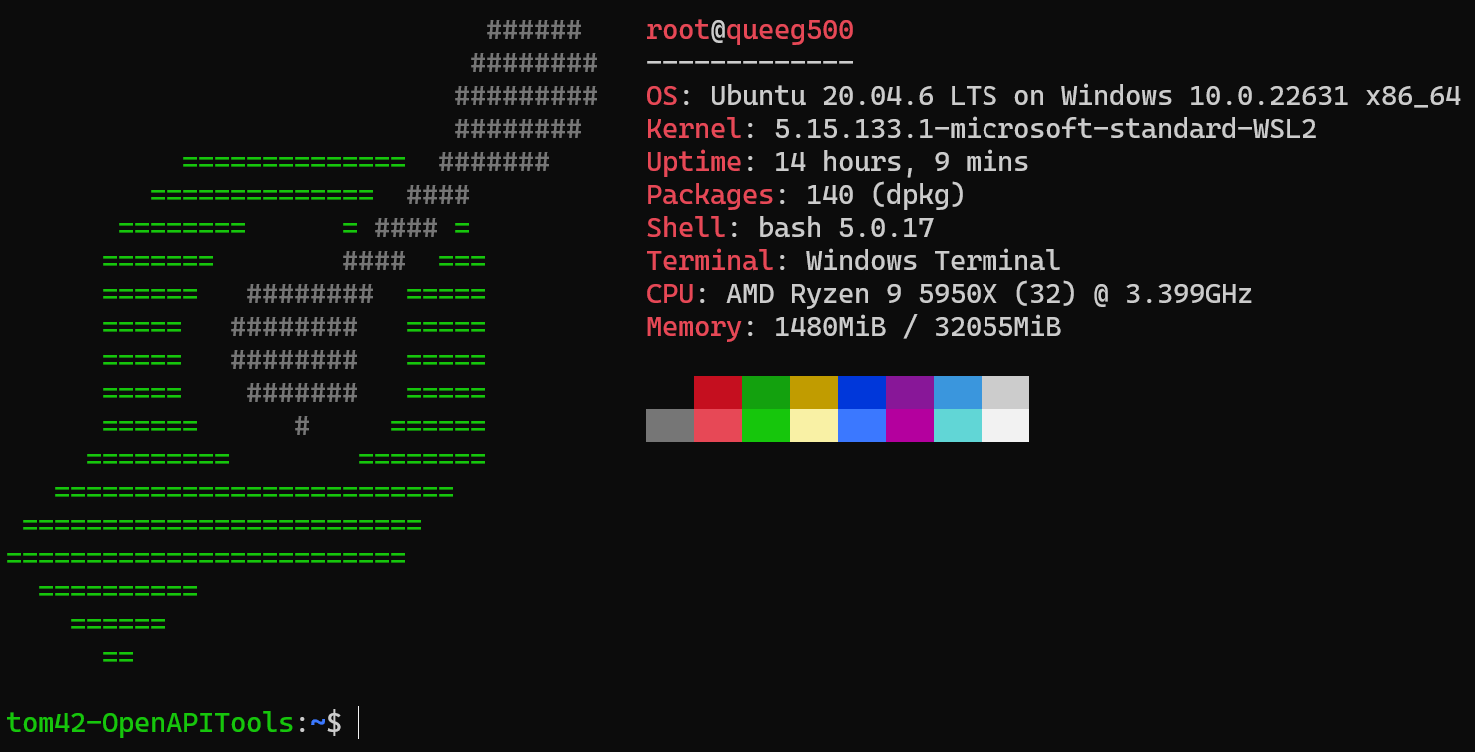 root@queeg500
-------------
OS: Ubuntu 20.04.6 LTS on Windows 10.0.22631 x86_64
Kernel: 5.15.133.1-microsoft-standard-WSL2
Uptime: 14 hours, 9 mins
Packages: 140 (dpkg)
Shell: bash 5.0.17
Terminal: Windows Terminal
CPU: AMD Ryzen 9 5950X (32) @ 3.399GHz
Memory: 1480MiB / 32055MiB
tom42-OpenAPITools:~$